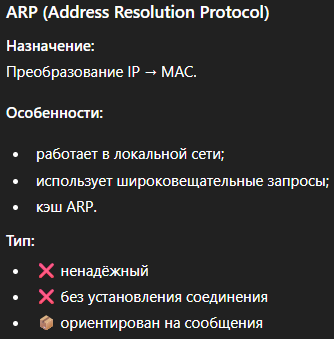 ARP (Address Resolution Protocol)
Назначение:
Преобразование IP → MAC.
Особенности:
• работает в локальной сети;
• использует широковещательные запросы;
• кэш ARP.
Тип:
• ❌ ненадёжный
• ❌ без установления соединения
• 📦 ориентирован на сообщения